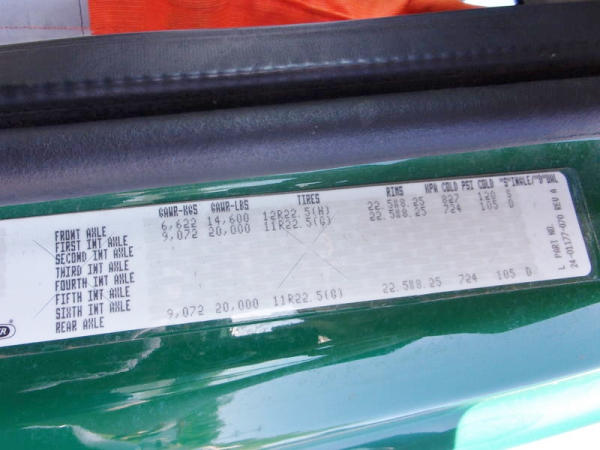 GAWR-KGS GAWR-LBS TIRES RIMS KPA COLD PSI COLD "S"INGLE/"D"UAL
FRONT AXLE 6,622 14,600 12R22.5(H) 22.5X8.25 827 120 S
FIRST INT AXLE 9,072 20,000 11R22.5(G) 22.5X8.25 724 105 D
SECOND INT AXLE
THIRD INT AXLE
FOURTH INT AXLE
FIFTH INT AXLE
SIXTH INT AXLE
REAR AXLE 9,072 20,000 11R22.5(G) 22.5X8.25 724 105 D
PART NO.
24-01177-070 REV A